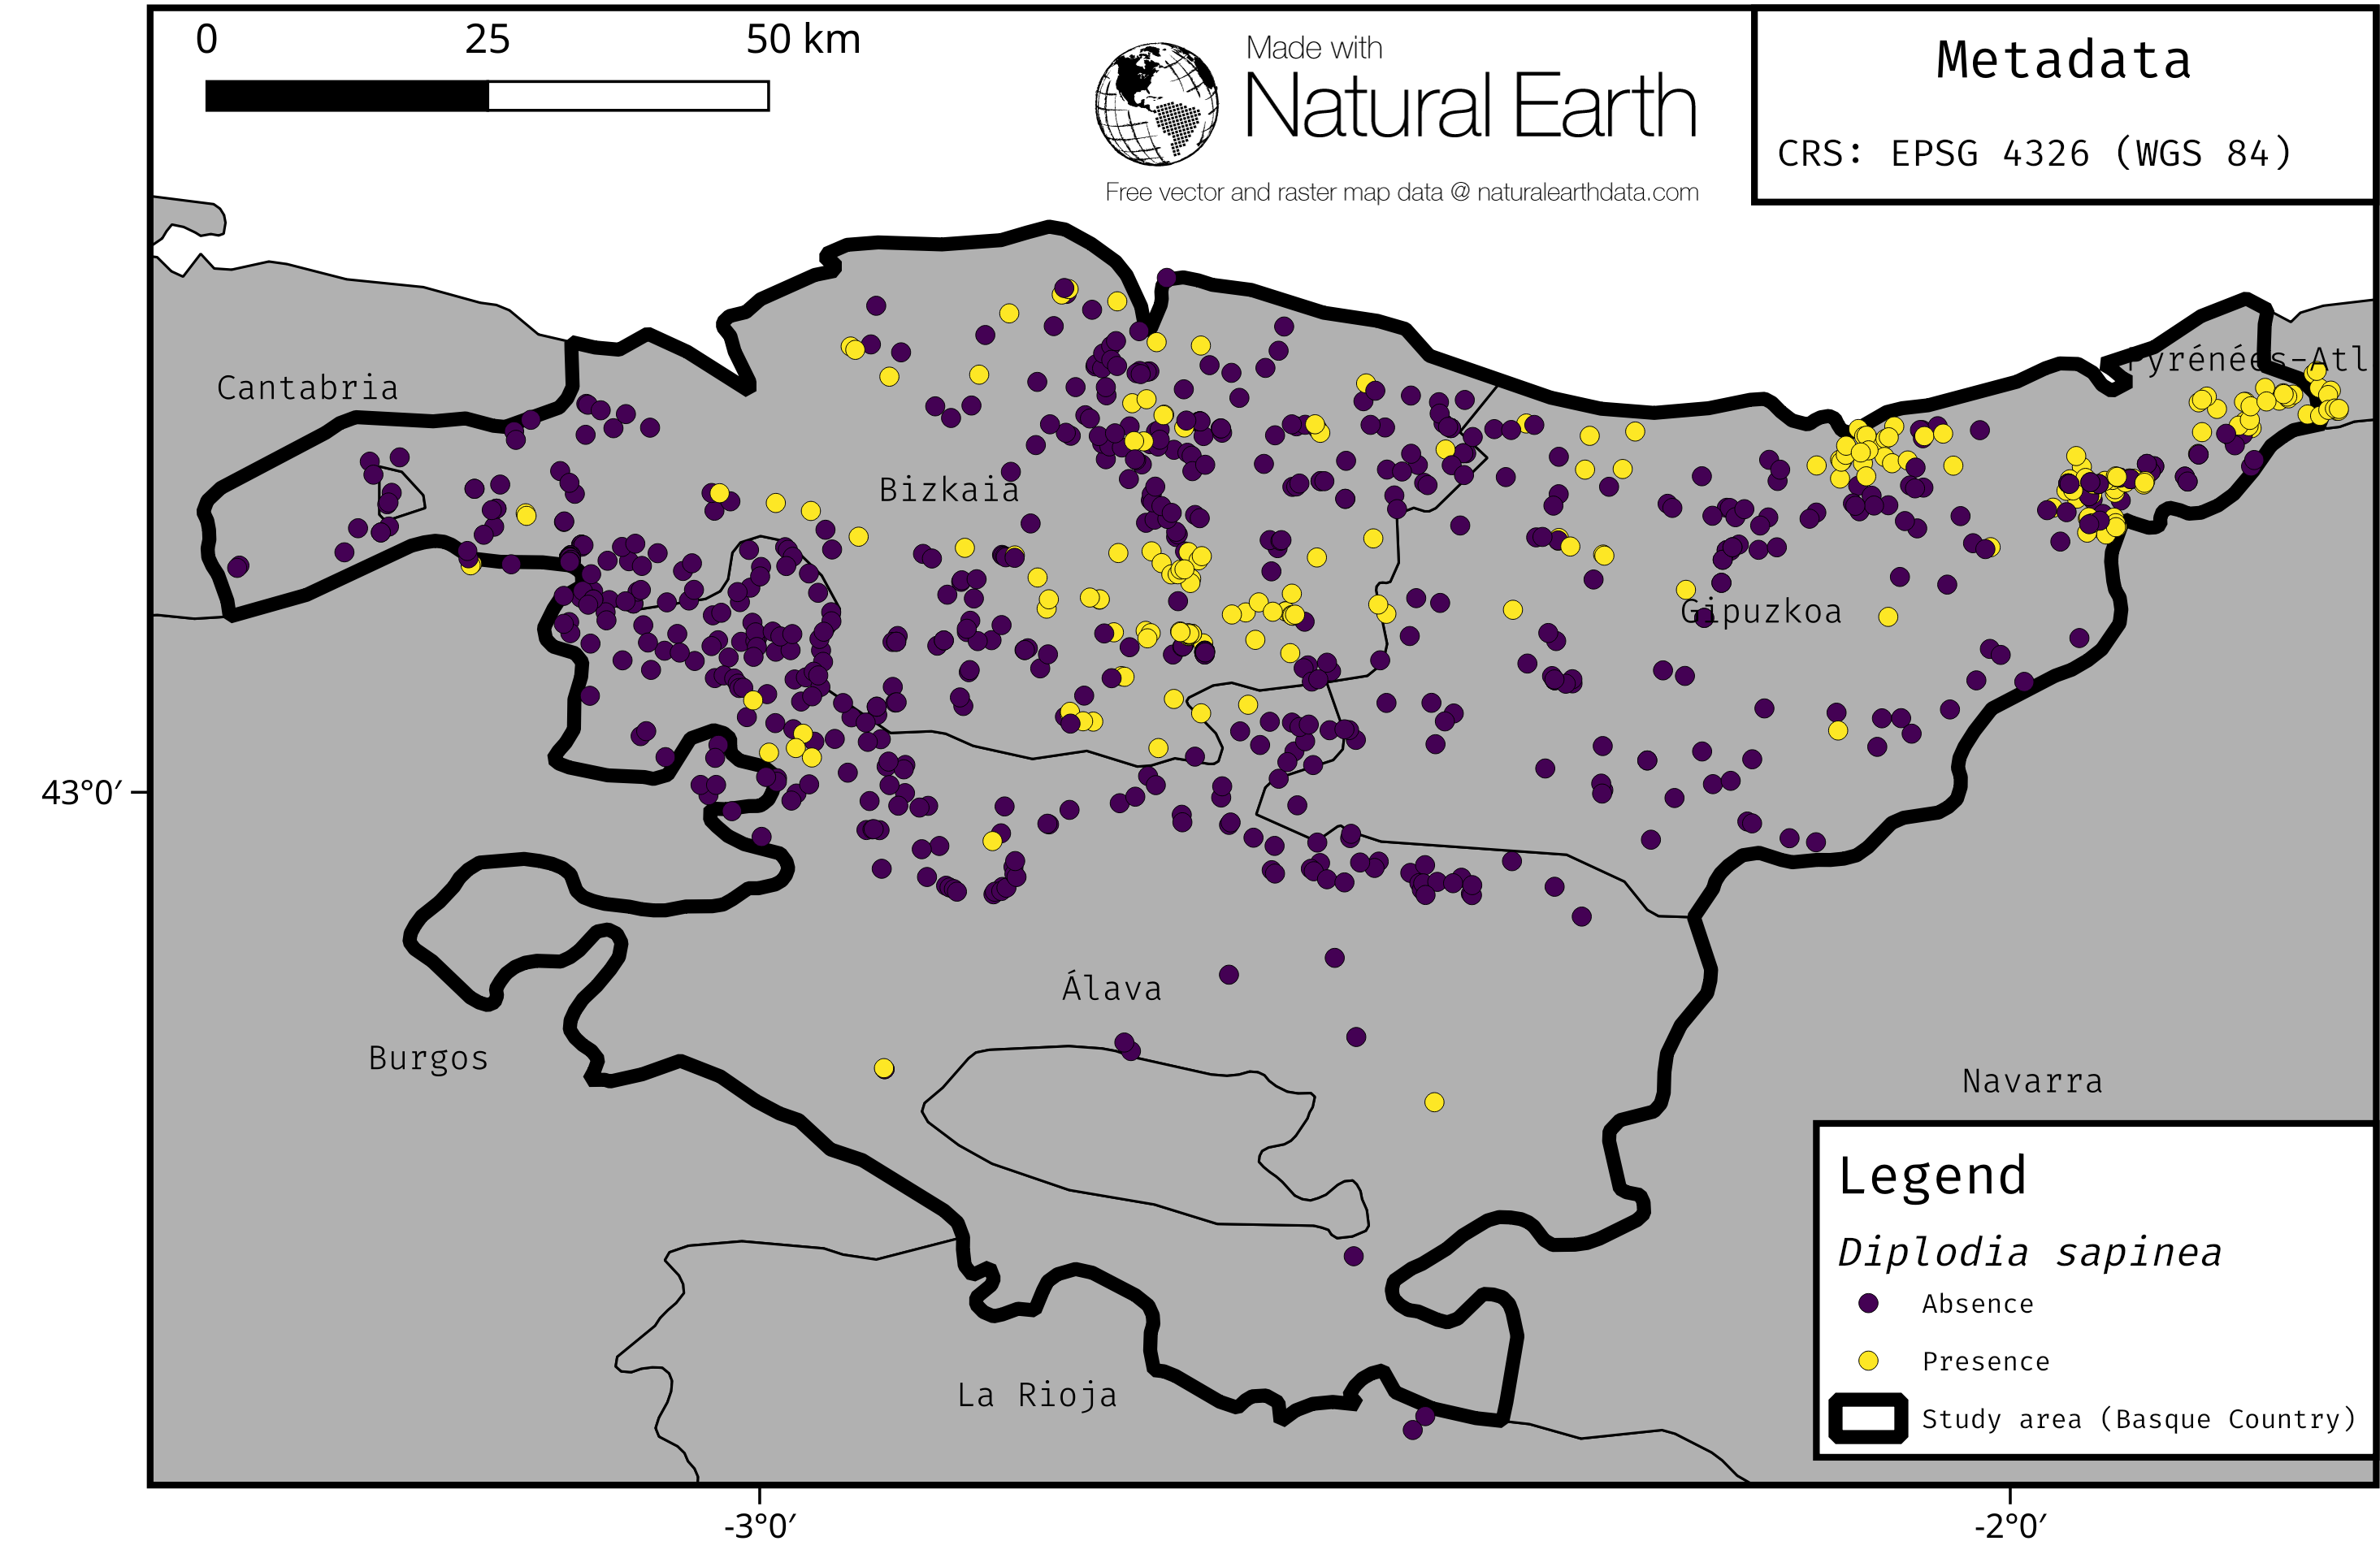 0 25 50 km
Made with
Natural Earth
Free vector and raster map data @ naturalearthdata.com
Metadata
CRS: EPSG 4326 (WGS 84)
Pyrénées-Atl
Cantabria
Bizkaia
Gipuzkoa
43°0′
Álava
Burgos
Navarra
La Rioja
Legend
Diplodia sapinea
Absence
Presence
Study area (Basque Country)
-3°0′ -2°0′